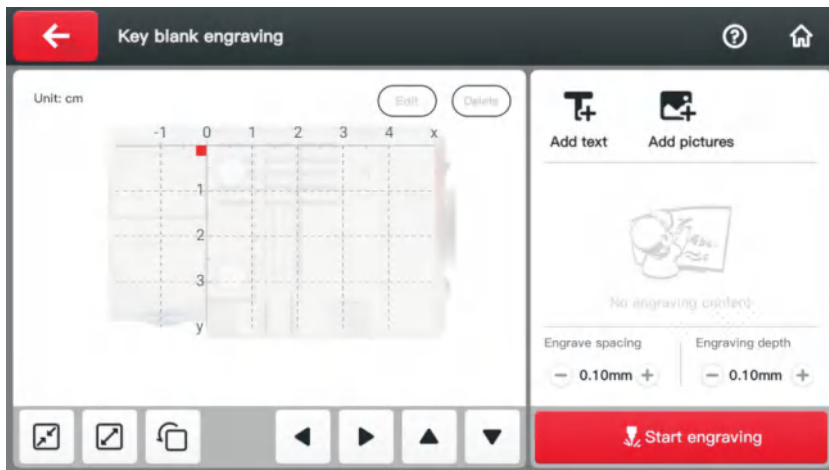 Key blank engraving
Unit: cm
Edit
Delete
-1 0 1 2 3 4 x
1
2
3
y
Add text
Add pictures
No engraving content
Engrave spacing
Engraving depth
0.10mm
0.10mm
Start engraving